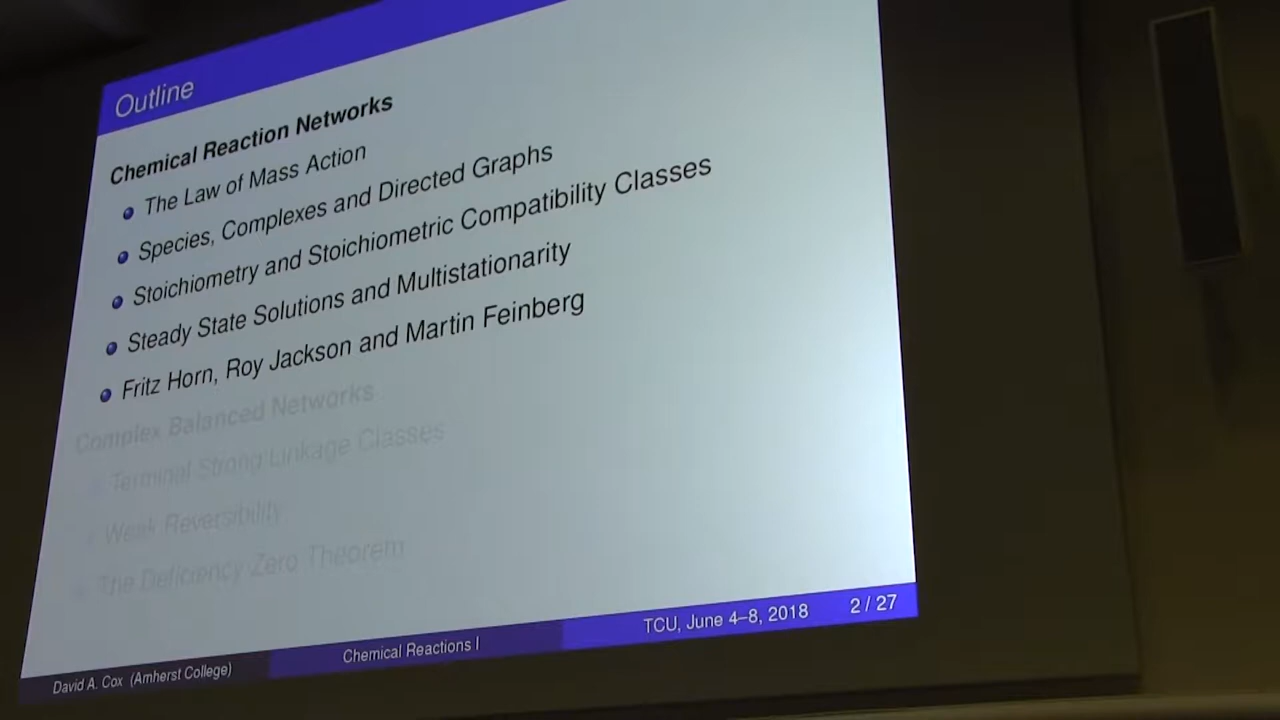 Outline
Chemical Reaction Networks
The Law of Mass Action
Species, Complexes and Directed Graphs
Stoichiometry and Stoichiometric Compatibility Classes
Steady State Solutions and Multistationarity
Fritz Horn, Roy Jackson and Martin Feinberg
Complex Balanced Networks
Terminal Strong Linkage Classes
Weak Reversibility
The Deficiency Zero Theorem
David A. Cox (Amherst College)
Chemical Reactions I
TCU, June 4–8, 2018
2 / 27